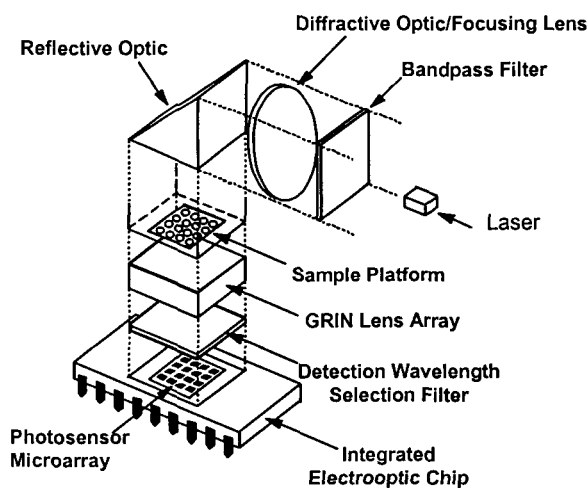 Diffractive Optic/Focusing Lens
Reflective Optic
Bandpass Filter
Laser
Sample Platform
GRIN Lens Array
Detection Wavelength
Selection Filter
Photosensor
Microarray
Integrated
Electrooptic Chip